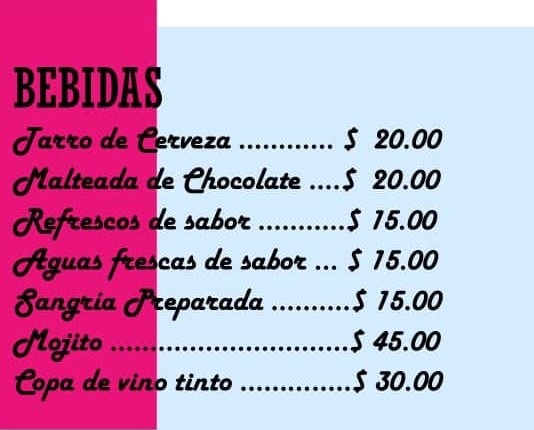 BEBIDAS
Tarro de Cerveza ............ $ 20.00
Malteada de Chocolate ....$ 20.00
Refrescos de sabor ...........$ 15.00
Aguas frescas de sabor ... $ 15.00
Sangría Preparada ..........$ 15.00
Mojito ..............................$ 45.00
Copa de vino tinto ..............$ 30.00